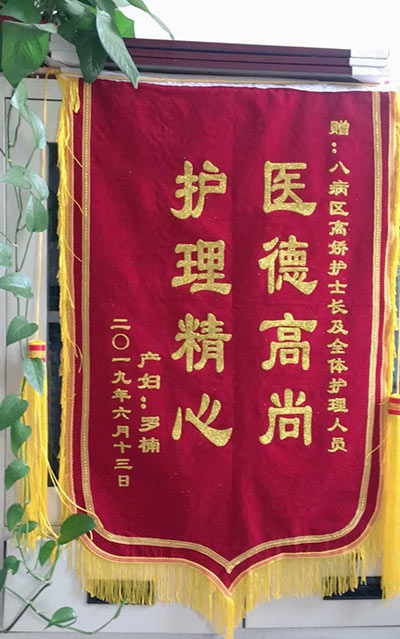 赠：八病区高娇护士长及全体护理人员
医德高尚
护理精心
产妇：罗楠
二〇一九年六月十三日